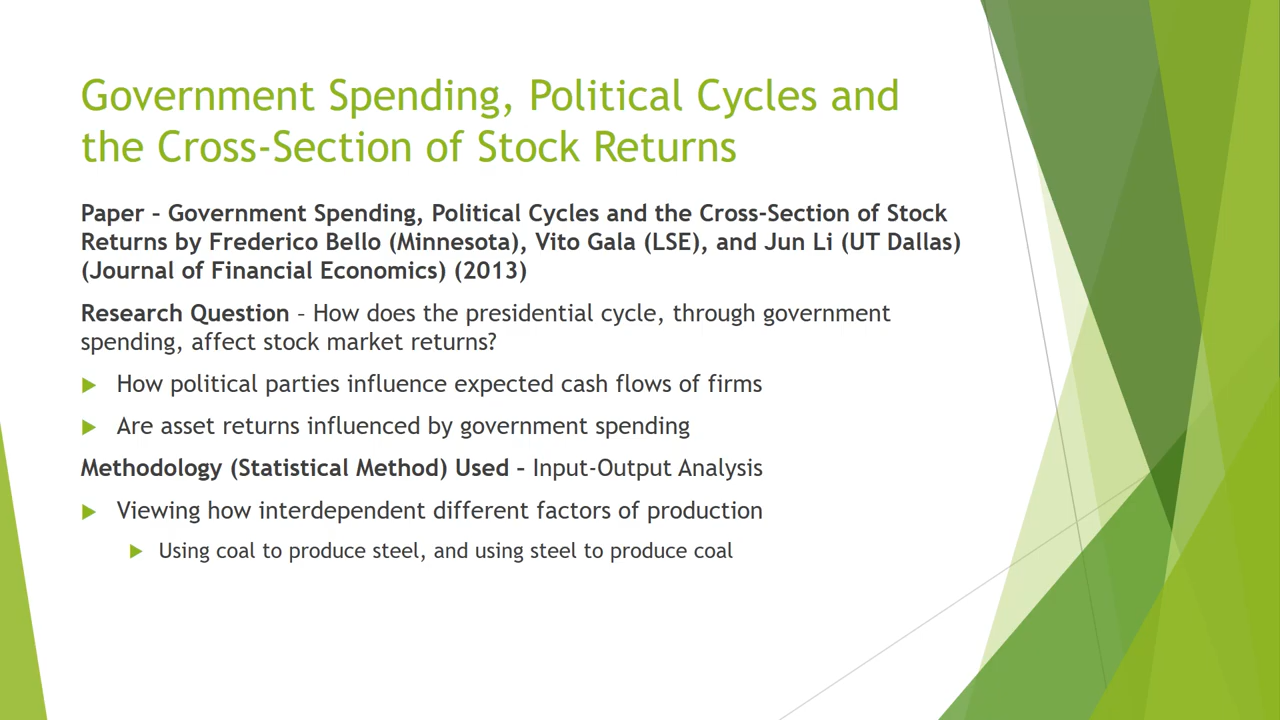 Government Spending, Political Cycles and
the Cross-Section of Stock Returns
Paper – Government Spending, Political Cycles and the Cross-Section of Stock
Returns by Frederico Bello (Minnesota), Vito Gala (LSE), and Jun Li (UT Dallas)
(Journal of Financial Economics) (2013)
Research Question – How does the presidential cycle, through government
spending, affect stock market returns?
How political parties influence expected cash flows of firms
Are asset returns influenced by government spending
Methodology (Statistical Method) Used – Input-Output Analysis
Viewing how interdependent different factors of production
Using coal to produce steel, and using steel to produce coal